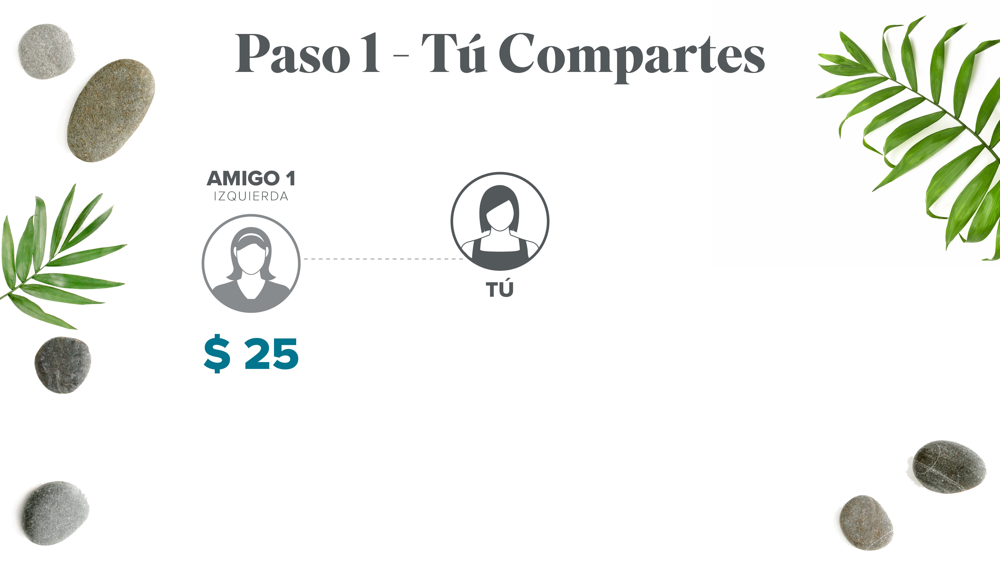 Paso 1 – Tú Compartes
AMIGO 1
IZQUIERDA
TÚ
$ 25